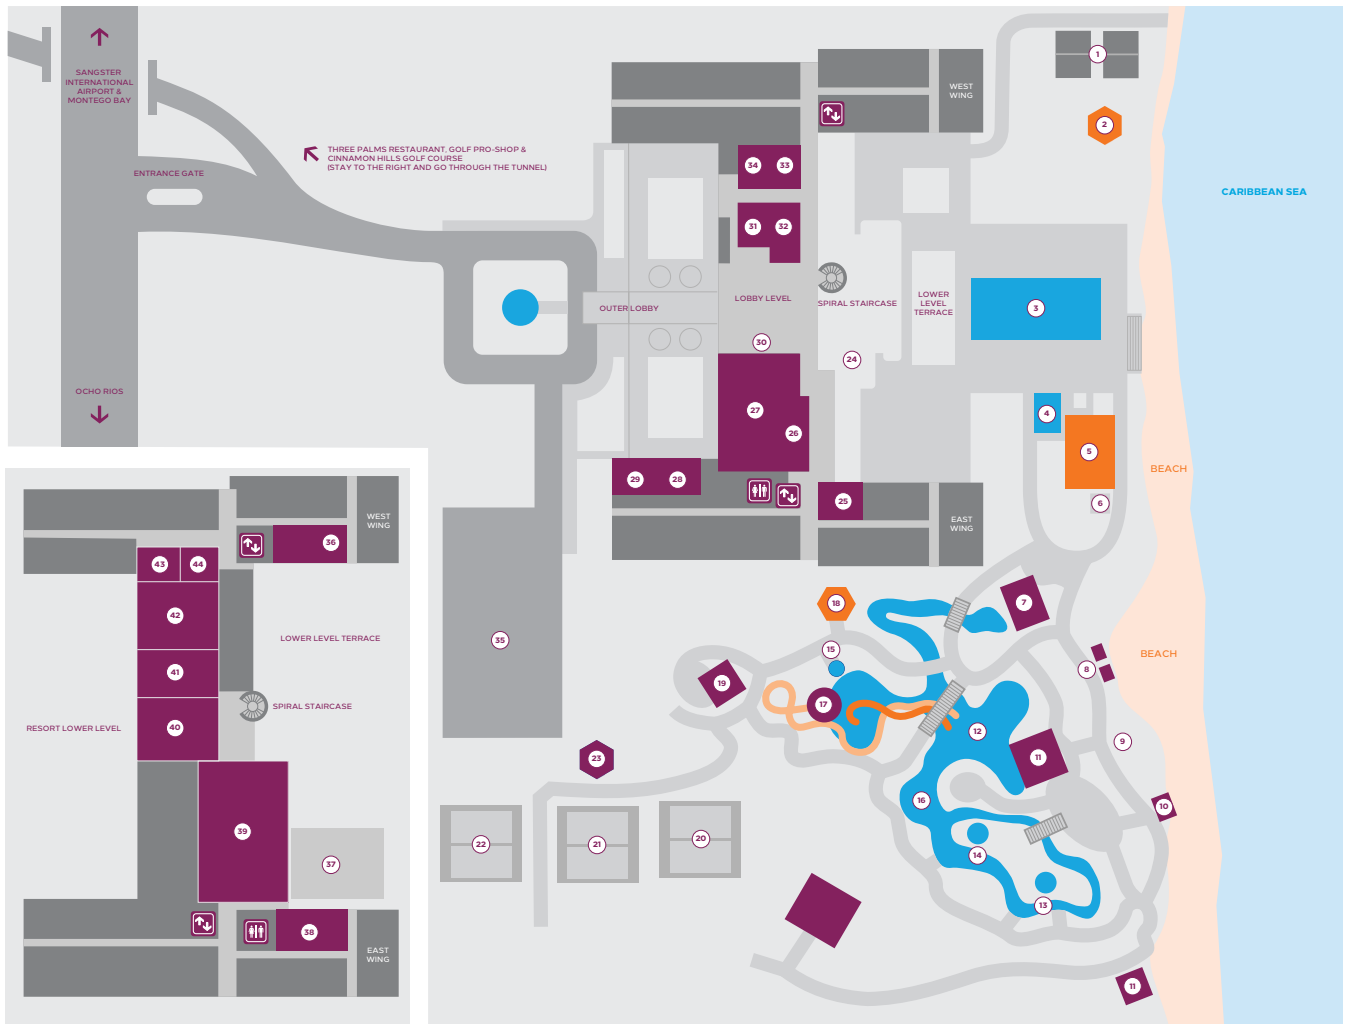 SANGSTER
INTERNATIONAL
AIRPORT &
MONTEGO BAY
THREE PALMS RESTAURANT, GOLF PRO-SHOP &
CINNAMON HILLS GOLF COURSE
(STAY TO THE RIGHT AND GO THROUGH THE TUNNEL)
ENTRANCE GATE
WEST
WING
1
2
CARIBBEAN SEA
34
33
31
32
LOBBY LEVEL
OUTER LOBBY
SPIRAL STAIRCASE
LOWER
LEVEL
TERRACE
3
30
24
OCHO RIOS
27
26
4
5
BEACH
6
29
28
25
EAST
WING
WEST
WING
36
43
44
42
LOWER LEVEL TERRACE
41
SPIRAL STAIRCASE
RESORT LOWER LEVEL
40
39
37
38
EAST
WING
35
18
7
15
BEACH
8
19
17
12
9
23
11
16
10
22
21
20
14
13
11